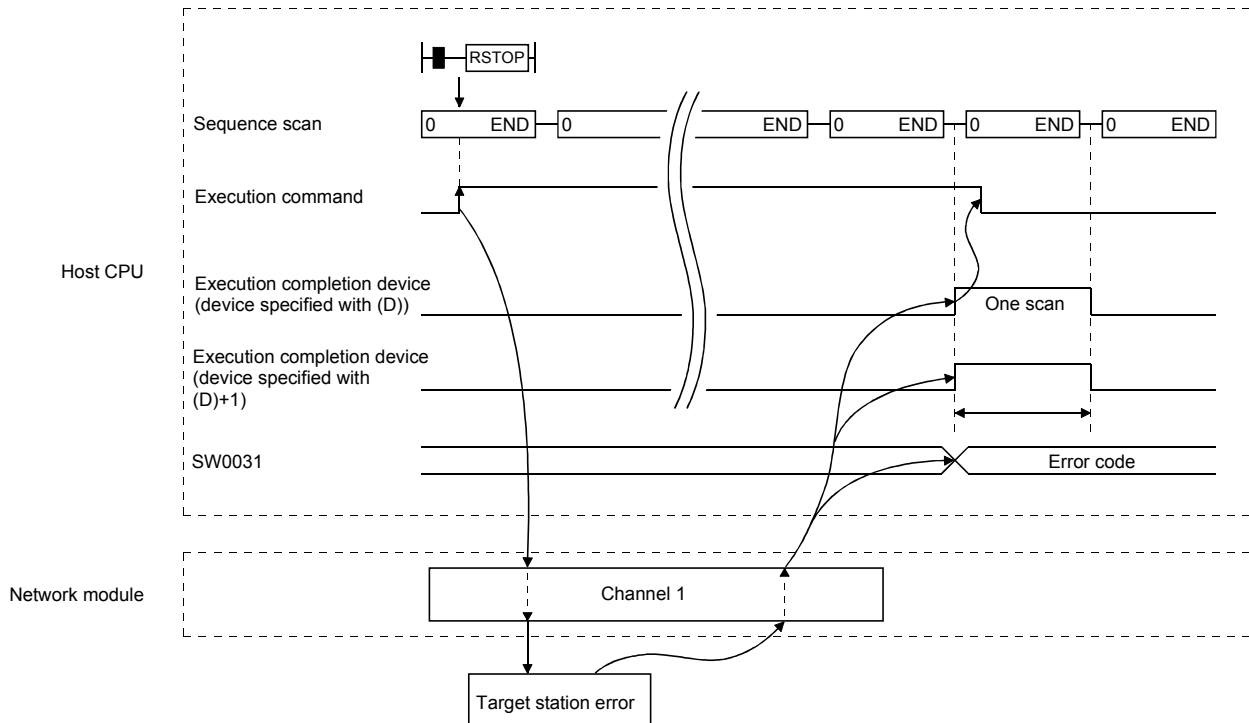 RSTOP
Sequence scan
0 END 0 END 0 END 0 END 0 END
Execution command
Host CPU
Execution completion device
(device specified with (D))
One scan
Execution completion device
(device specified with
(D)+1)
SW0031
Error code
Network module
Channel 1
Target station error